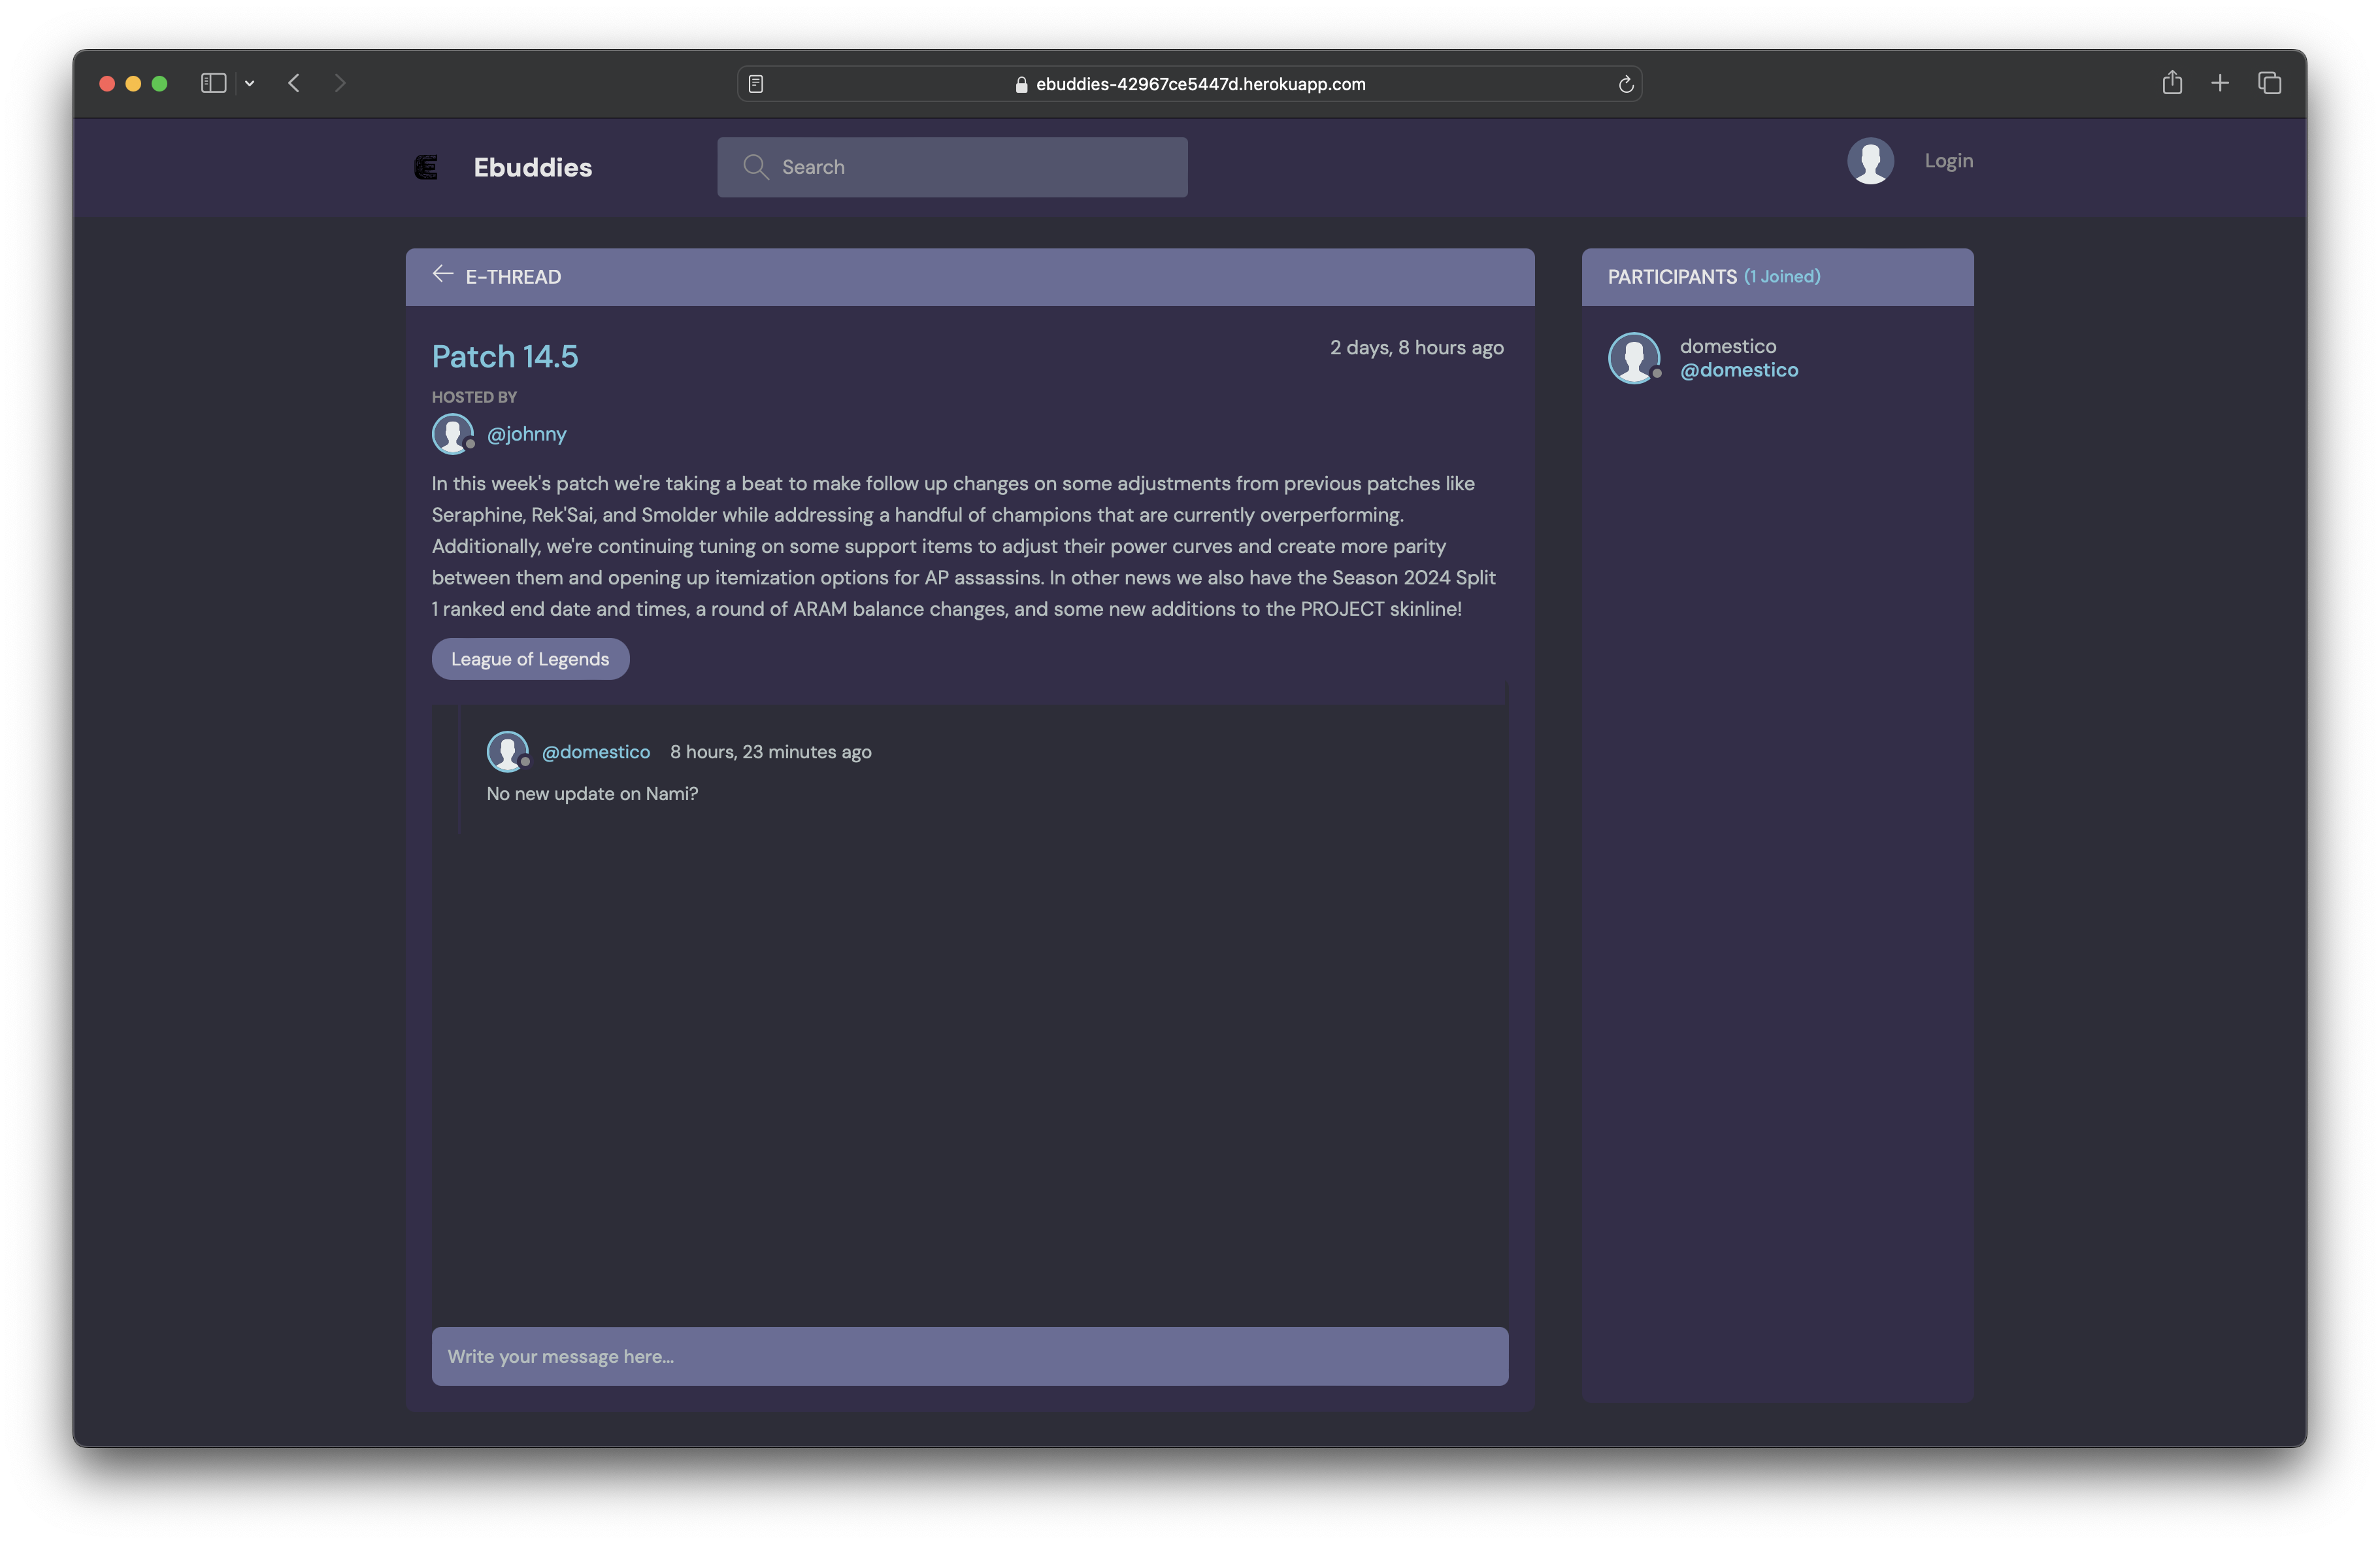 ebuddies-42967ce5447d.herokuapp.com
Ebuddies
Search
Login
E-THREAD
Patch 14.5
2 days, 8 hours ago
HOSTED BY
@johnny
In this week's patch we're taking a beat to make follow up changes on some adjustments from previous patches like
Seraphine, Rek'Sai, and Smolder while addressing a handful of champions that are currently overperforming.
Additionally, we're continuing tuning on some support items to adjust their power curves and create more parity
between them and opening up itemization options for AP assassins. In other news we also have the Season 2024 Split
1 ranked end date and times, a round of ARAM balance changes, and some new additions to the PROJECT skinline!
League of Legends
@domestico 8 hours, 23 minutes ago
No new update on Nami?
Write your message here...
PARTICIPANTS (1 Joined)
domestico
@domestico